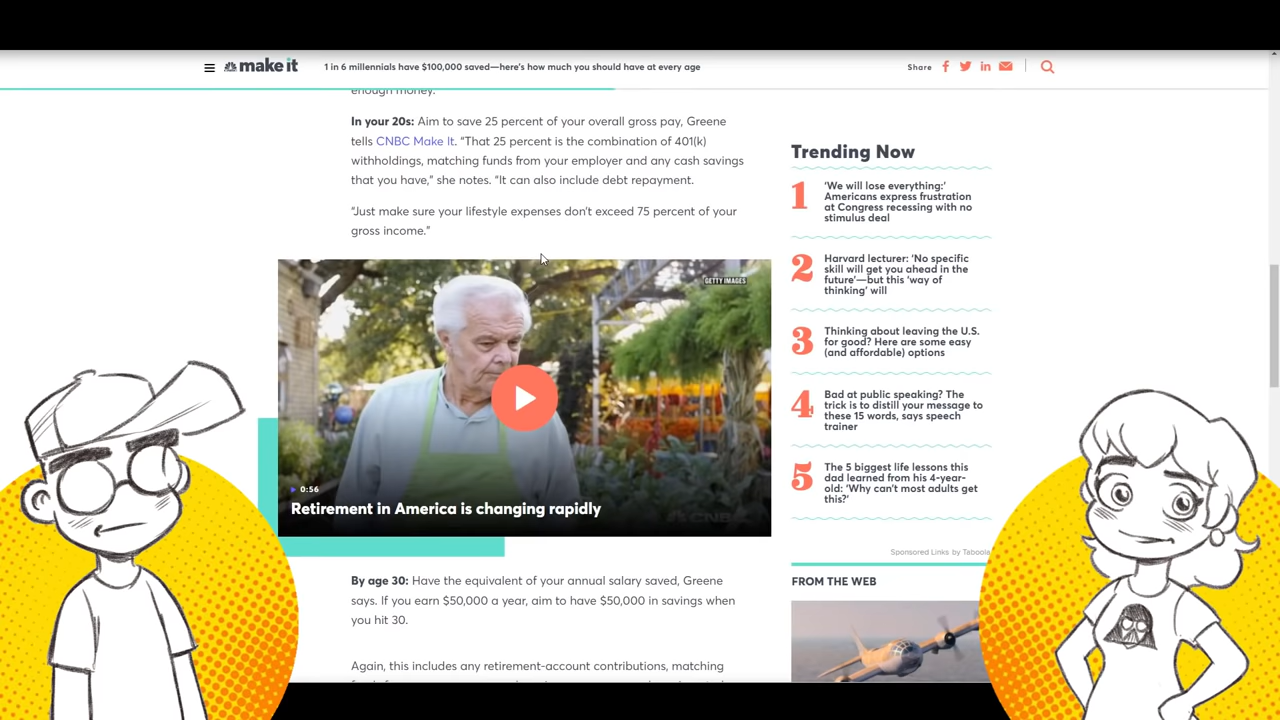 make it
1 in 6 millennials have $100,000 saved—here's how much you should have at every age
Share
enough money.
In your 20s: Aim to save 25 percent of your overall gross pay, Greene
tells CNBC Make It. “That 25 percent is the combination of 401(k)
withholdings, matching funds from your employer and any cash savings
that you have,” she notes. “It can also include debt repayment.
“Just make sure your lifestyle expenses don’t exceed 75 percent of your
gross income.”
GETTY IMAGES
0:56
Retirement in America is changing rapidly
CNBC
By age 30: Have the equivalent of your annual salary saved, Greene
says. If you earn $50,000 a year, aim to have $50,000 in savings when
you hit 30.
Again, this includes any retirement-account contributions, matching
Trending Now
1
‘We will lose everything:’
Americans express frustration
at Congress recessing with no
stimulus deal
2
Harvard lecturer: ‘No specific
skill will get you ahead in the
future’—but this ‘way of
thinking’ will
3
Thinking about leaving the U.S.
for good? Here are some easy
(and affordable) options
4
Bad at public speaking? The
trick is to distill your message to
these 15 words, says speech
trainer
5
The 5 biggest life lessons this
dad learned from his 4-year-
old: ‘Why can’t most adults get
this?’
Sponsored Links by Taboola
FROM THE WEB